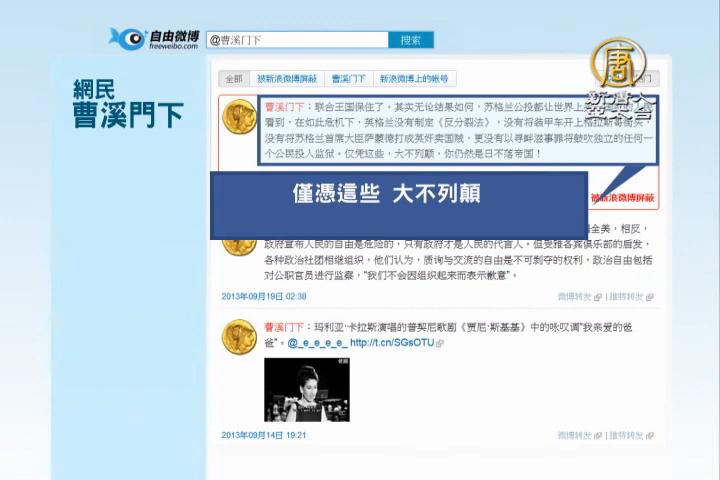 自由微博
freeweibo.com
@曹溪门下
搜索
網民
曹溪門下
全部
被新浪微博屏蔽
曹溪门下
新浪微博上的帐号
唐
新唐人
曹溪门下：联合王国保住了。其实无论结果如何，苏格兰公投都让世界上
看到，在如此危机下，英格兰没有制定《反分裂法》，没有将装甲车开上格拉斯哥街头，
没有将苏格兰首席大臣萨蒙德打成英奸卖国贼，更没有以寻衅滋事罪将鼓吹独立的任何一
个公民投入监狱。仅凭这些，大不列颠，你仍然是日不落帝国！
僅憑這些 大不列顛
被新浪微博屏蔽
全美，相反，
政府宣布人民的自由是危险的，只有政府才是人民的代言人。但受雅各宾俱乐部的启发，
各种政治社团相继组织，他们认为，质询与交流的自由是不可剥夺的权利，政治自由包括
对公职官员进行监察，“我们不会因组织起来而表示歉意”。
2013年09月19日 02:38
微博转发 | 推特转发
曹溪门下：玛利亚·卡拉斯演唱的普契尼歌剧《贾尼·斯基基》中的咏叹调“我亲爱的爸
爸”。@_e_e_e_e_ http://t.cn/SGsOTU
2013年09月14日 19:21
微博转发 | 推特转发